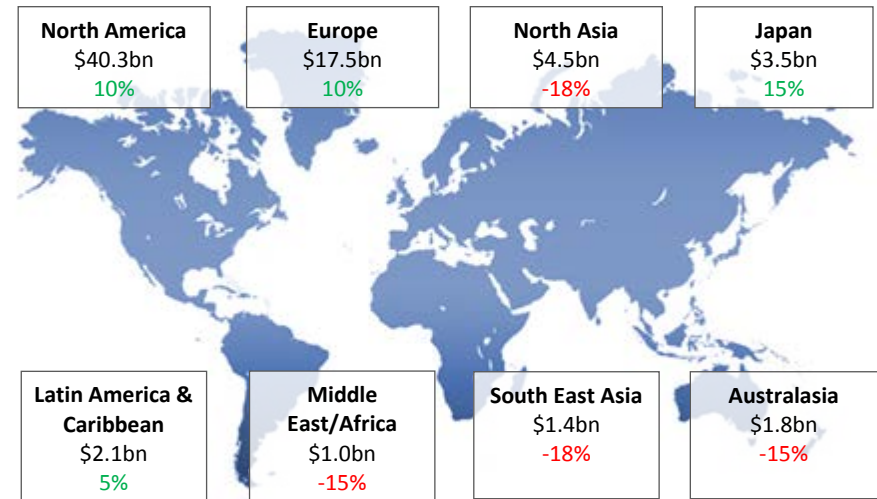 North America
$40.3bn
10%
Europe
$17.5bn
10%
North Asia
$4.5bn
-18%
Japan
$3.5bn
15%
Latin America &
Caribbean
$2.1bn
5%
Middle
East/Africa
$1.0bn
-15%
South East Asia
$1.4bn
-18%
Australasia
$1.8bn
-15%